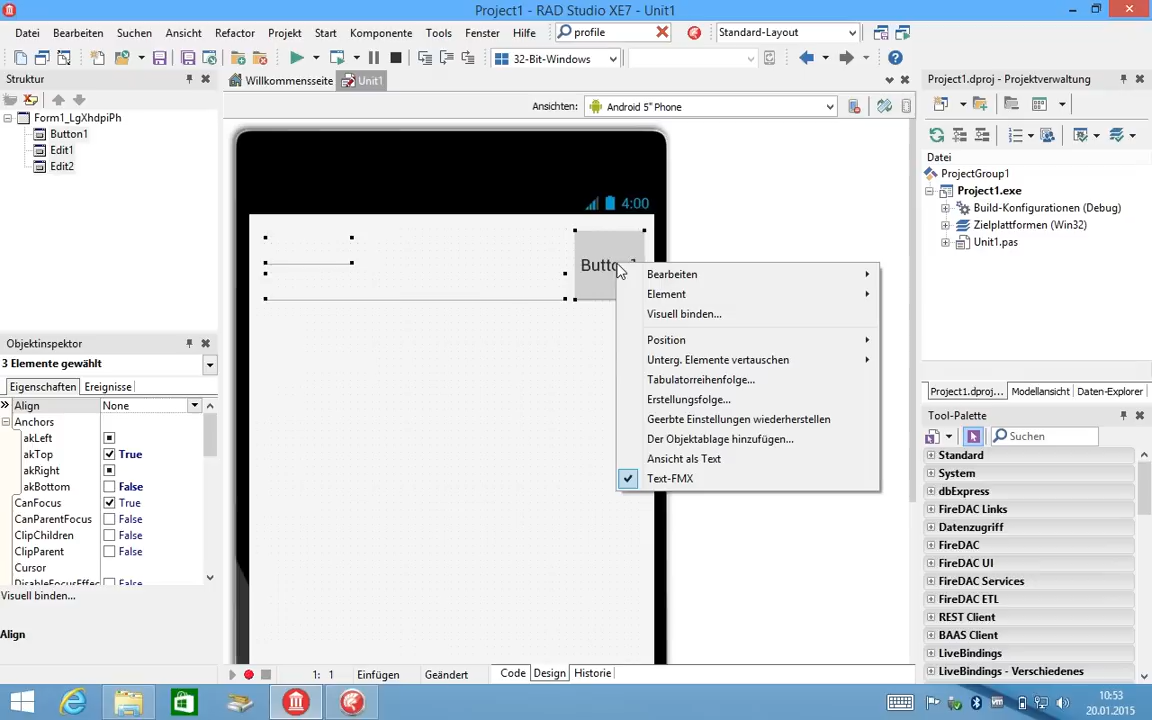 Project1 - RAD Studio XE7 - Unit1
Datei Bearbeiten Suchen Ansicht Refactor Projekt Start Komponente Tools Fenster Hilfe profile Standard-Layout
32-Bit-Windows
Struktur
Willkommensseite Unit1
Project1.dproj - Projektverwaltung
Ansichten: Android 5" Phone
Form1_LgXhdpiPh
Button1
Edit1
Edit2
Datei
ProjectGroup1
Project1.exe
Build-Konfigurationen (Debug)
Zielplattformen (Win32)
Unit1.pas
4:00
Button1
Bearbeiten
Element
Visuell binden...
Position
Unterg. Elemente vertauschen
Tabulatorreihenfolge...
Erstellungsfolge...
Geerbte Einstellungen wiederherstellen
Der Objektablage hinzufügen...
Ansicht als Text
Text-FMX
Objektinspektor
3 Elemente gewählt
Eigenschaften Ereignisse
Align None
Anchors
akLeft
akTop True
akRight
akBottom False
CanFocus True
CanParentFocus False
ClipChildren False
ClipParent False
Cursor
DisableFocusEffec False
Visuell binden...
Align
Project1.dproj... Modellansicht Daten-Explorer
Tool-Palette
Suchen
Standard
System
dbExpress
FireDAC Links
Datenzugriff
FireDAC
FireDAC UI
FireDAC Services
FireDAC ETL
REST Client
BAAS Client
LiveBindings
LiveBindings - Verschiedenes
1: 1 Einfügen Geändert Code Design Historie
10:53
20.01.2015